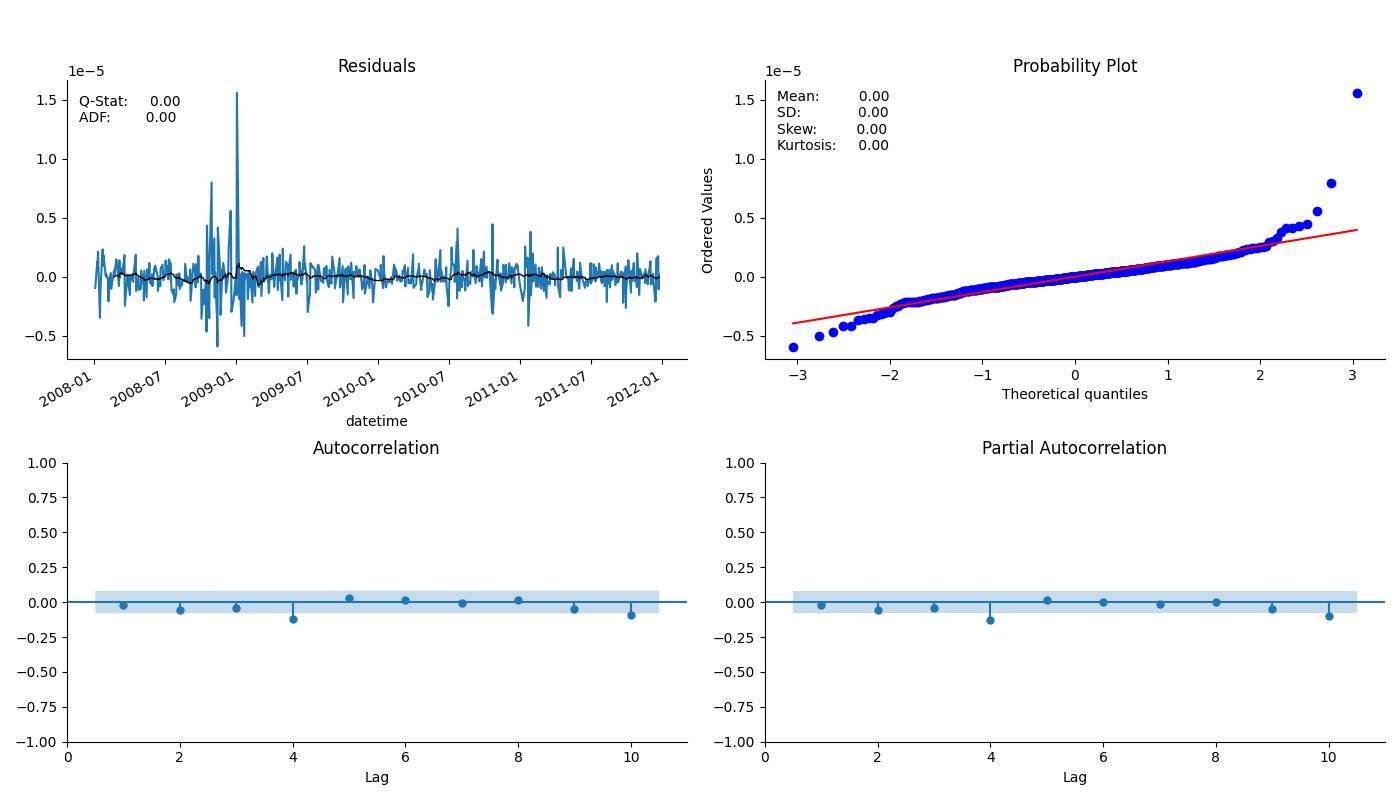 Residuals
1e−5
Q-Stat: 0.00
ADF: 0.00
1.5
1.0
0.5
0.0
−0.5
2008-01
2008-07
2009-01
2009-07
2010-01
2010-07
2011-01
2011-07
2012-01
datetime
Probability Plot
1e−5
Mean: 0.00
SD: 0.00
Skew: 0.00
Kurtosis: 0.00
Ordered Values
1.5
1.0
0.5
0.0
−0.5
−3 −2 −1 0 1 2 3
Theoretical quantiles
Autocorrelation
1.00
0.75
0.50
0.25
0.00
−0.25
−0.50
−0.75
−1.00
0 2 4 6 8 10
Lag
Partial Autocorrelation
1.00
0.75
0.50
0.25
0.00
−0.25
−0.50
−0.75
−1.00
0 2 4 6 8 10
Lag